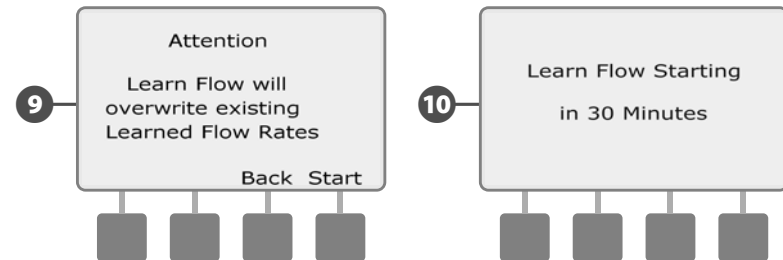 9
Attention
Learn Flow will
overwrite existing
Learned Flow Rates
Back Start
10
Learn Flow Starting
in 30 Minutes